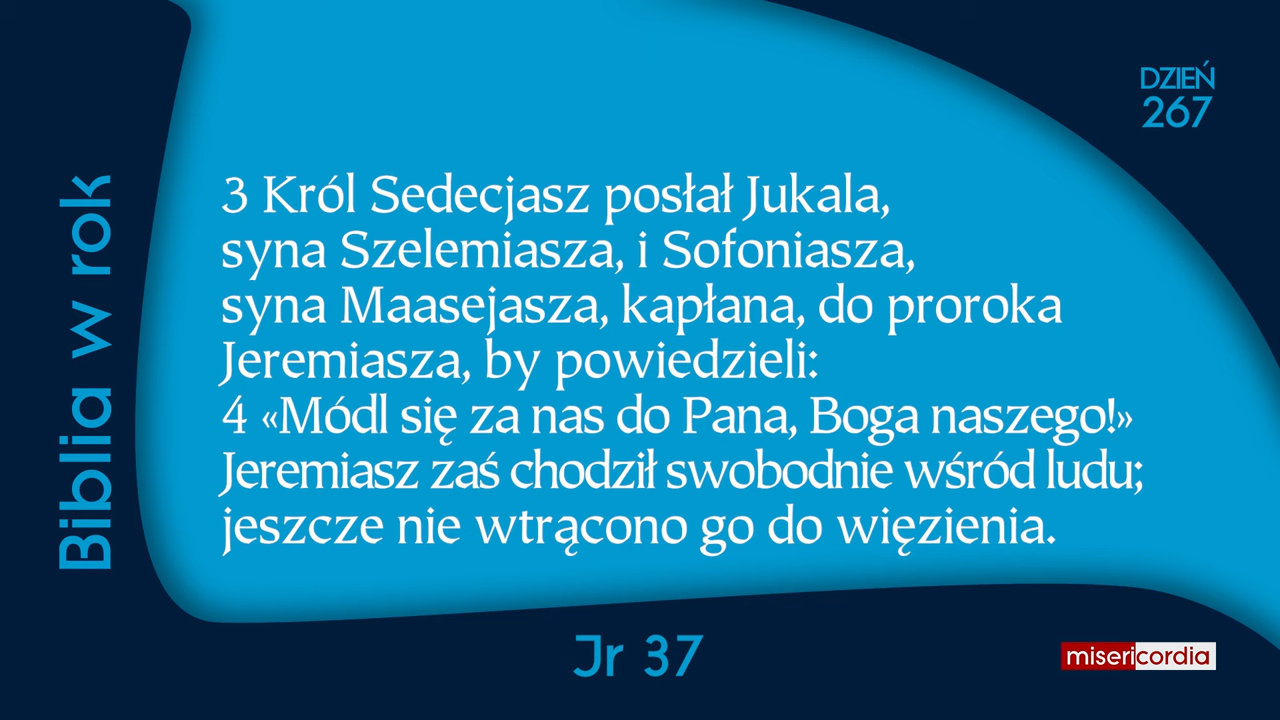 DZIEŃ
267
Biblia w rok
3 Król Sedecjasz posłał Jukala,
syna Szelemiasza, i Sofoniasza,
syna Maasejasza, kapłana, do proroka
Jeremiasza, by powiedzieli:
4 «Módl się za nas do Pana, Boga naszego!»
Jeremiasz zaś chodził swobodnie wśród ludu;
jeszcze nie wtrącono go do więzienia.
Jr 37
misericordia